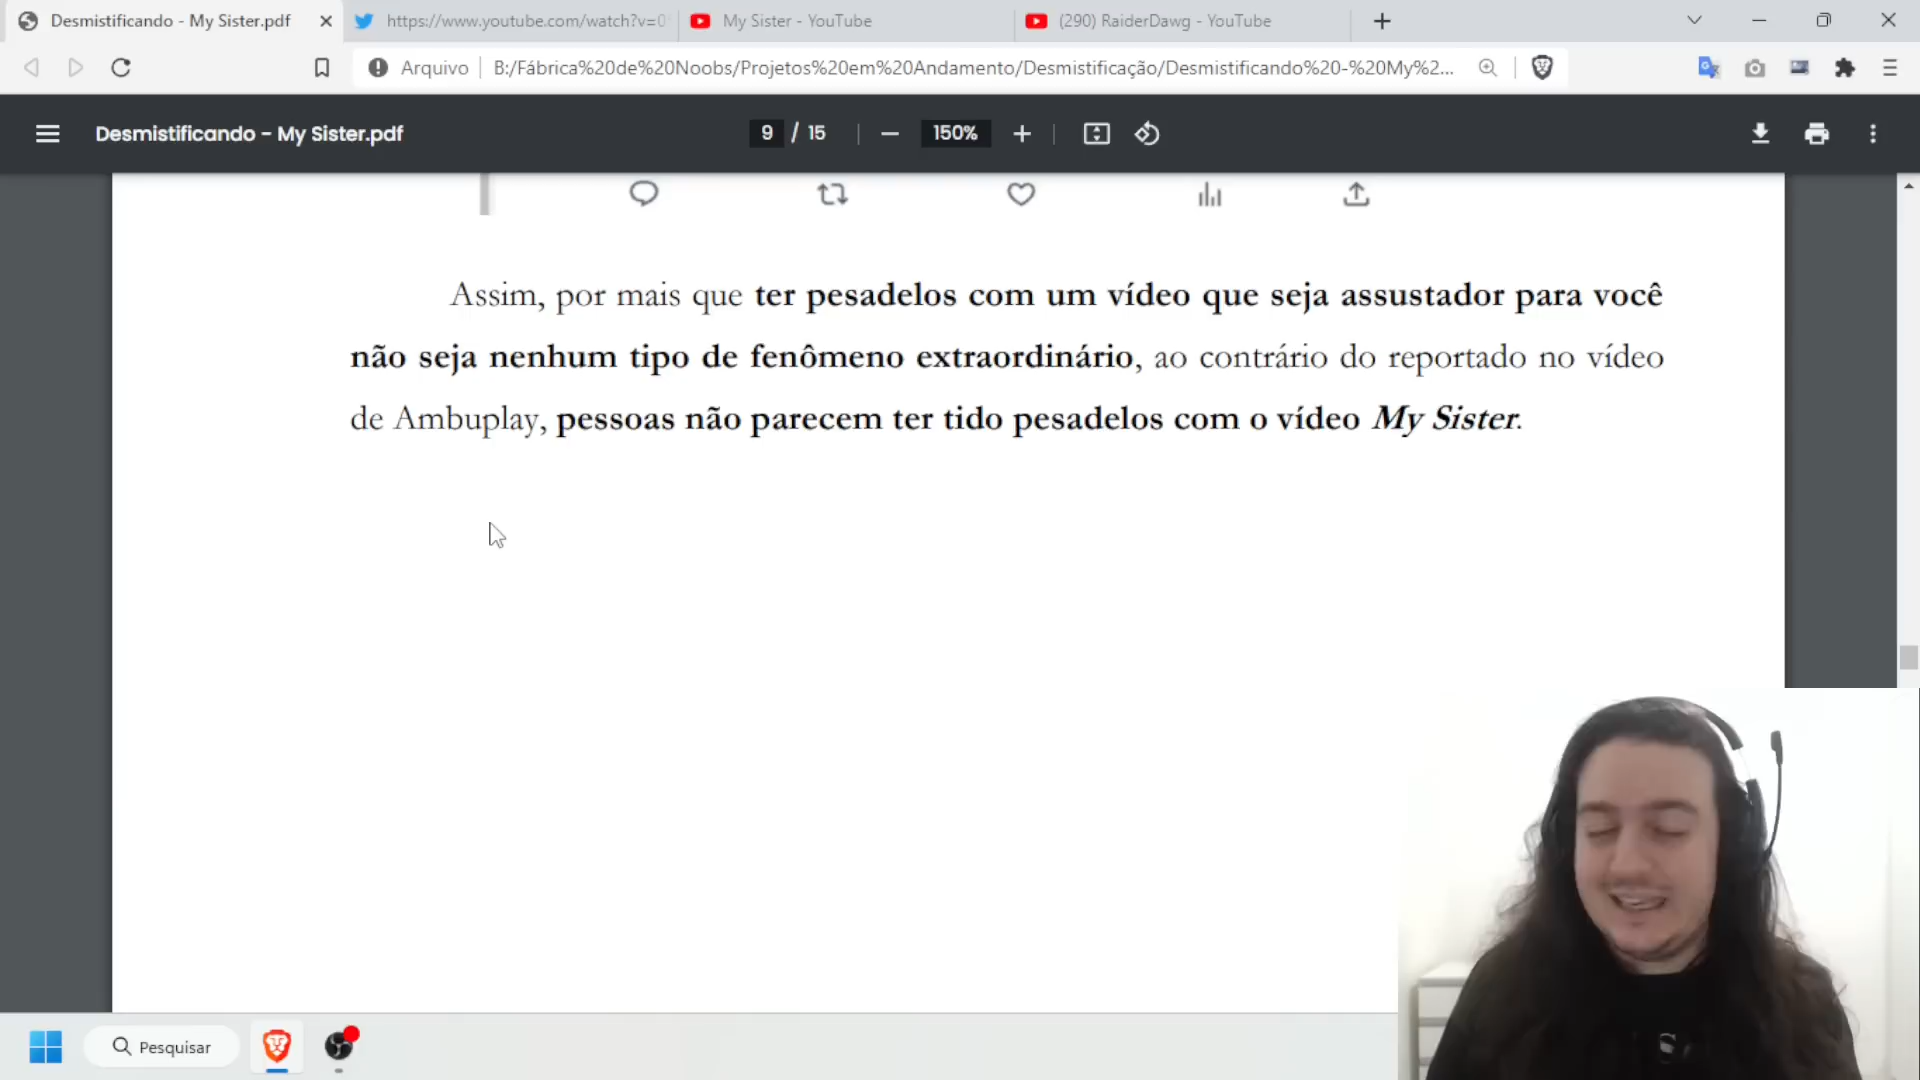 Desmistificando - My Sister.pdf
https://www.youtube.com/watch?v=0
My Sister - YouTube
(290) RaiderDawg - YouTube
Arquivo
B:/Fábrica%20de%20Noobs/Projetos%20em%20Andamento/Desmistificação/Desmistificando%20-%20My%2...
Desmistificando - My Sister.pdf
9 / 15
150%
Assim, por mais que ter pesadelos com um vídeo que seja assustador para você
não seja nenhum tipo de fenômeno extraordinário, ao contrário do reportado no vídeo
de Ambuplay, pessoas não parecem ter tido pesadelos com o vídeo My Sister.
Pesquisar